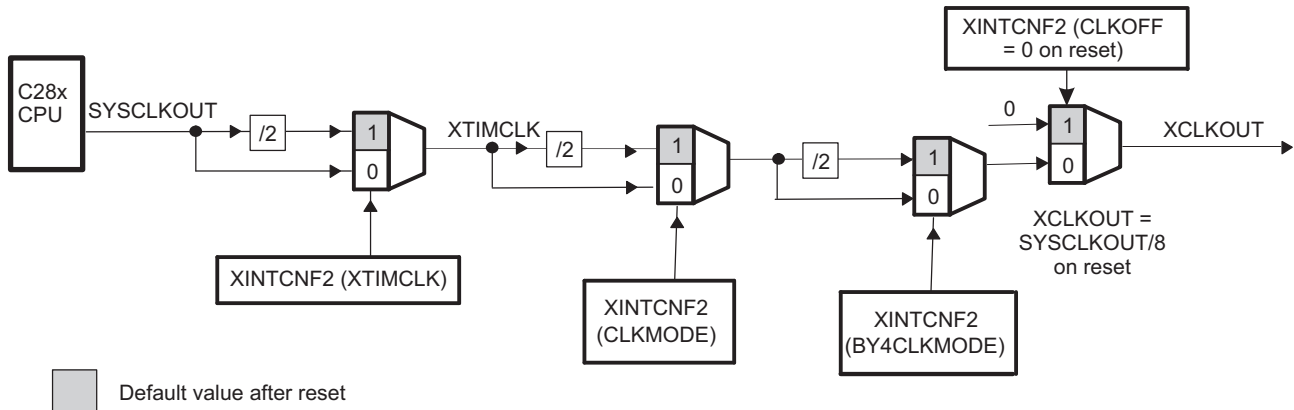 XINTCNF2 (CLKOFF
= 0 on reset)
C28x
CPU
SYSCLKOUT
/2
1
0
XTIMCLK
/2
1
0
/2
1
0
0
1
0
XCLKOUT
XCLKOUT =
SYSCLKOUT/8
on reset
XINTCNF2 (XTIMCLK)
XINTCNF2
(CLKMODE)
XINTCNF2
(BY4CLKMODE)
Default value after reset